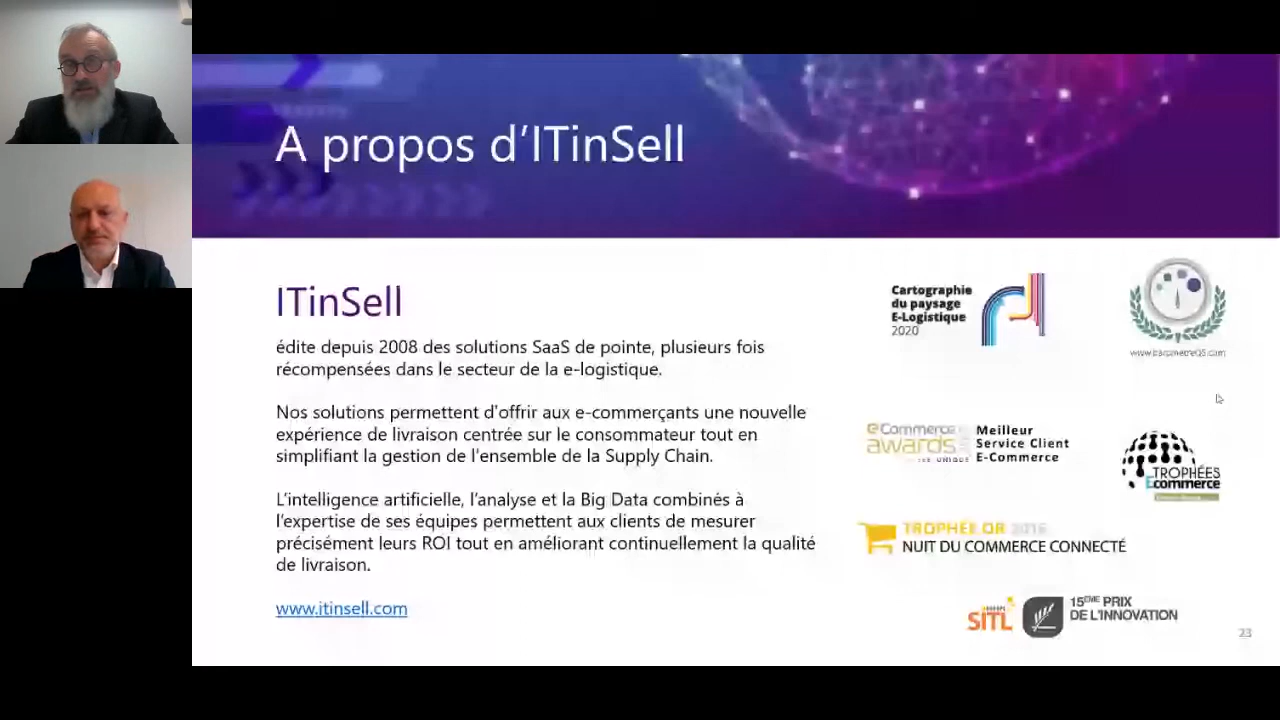 A propos d'ITinSell
ITinSell
édite depuis 2008 des solutions SaaS de pointe, plusieurs fois
récompensées dans le secteur de la e-logistique.
Nos solutions permettent d'offrir aux e-commerçants une nouvelle
expérience de livraison centrée sur le consommateur tout en
simplifiant la gestion de l'ensemble de la Supply Chain.
L'intelligence artificielle, l'analyse et la Big Data combinés à
l'expertise de ses équipes permettent aux clients de mesurer
précisément leurs ROI tout en améliorant continuellement la qualité
de livraison.
www.itinsell.com
Cartographie
du paysage
E-Logistique
2020
eCommerce
awards
Meilleur
Service Client
E-Commerce
TROPHÉES
Ecommerce
TROPHÉE OR
NUIT DU COMMERCE CONNECTÉ
SITL
15ÈME PRIX
DE L'INNOVATION
23